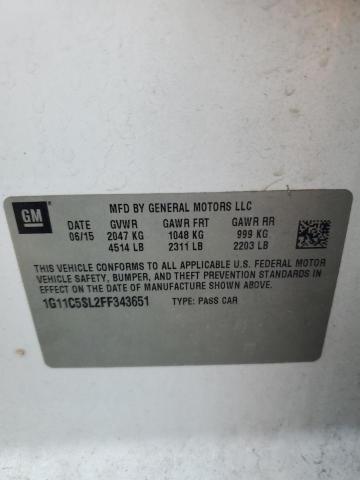 GM
MFD BY GENERAL MOTORS LLC
DATE GVWR GAWR FRT GAWR RR
06/15 2047 KG 1048 KG 999 KG
4514 LB 2311 LB 2203 LB
THIS VEHICLE CONFORMS TO ALL APPLICABLE U.S. FEDERAL MOTOR
VEHICLE SAFETY, BUMPER, AND THEFT PREVENTION STANDARDS IN
EFFECT ON THE DATE OF MANUFACTURE SHOWN ABOVE.
1G11C5SL2FF343651 TYPE: PASS CAR